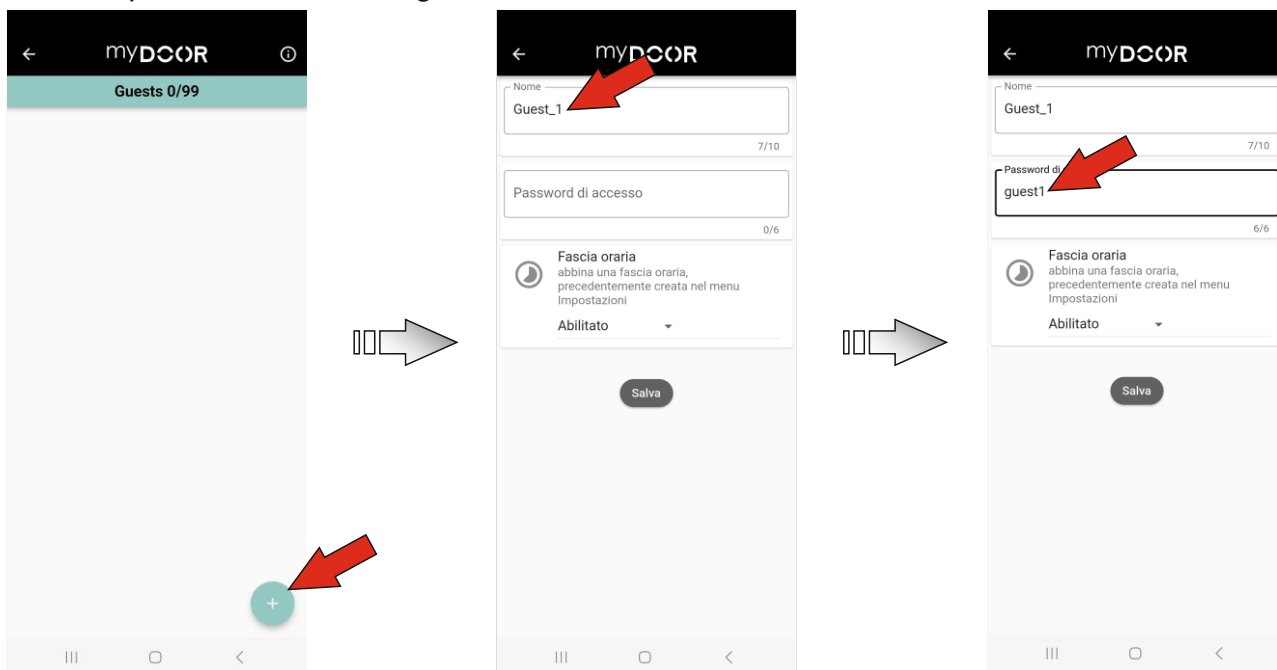 myDOOR
Guests 0/99
+
myDOOR
Nome
Guest_1
7/10
Password di accesso
0/6
Fascia oraria
abbina una fascia oraria,
precedentemente creata nel menu
Impostazioni
Abilitato
Salva
myDOOR
Nome
Guest_1
7/10
Password di
guest1
6/6
Fascia oraria
abbina una fascia oraria,
precedentemente creata nel menu
Impostazioni
Abilitato
Salva